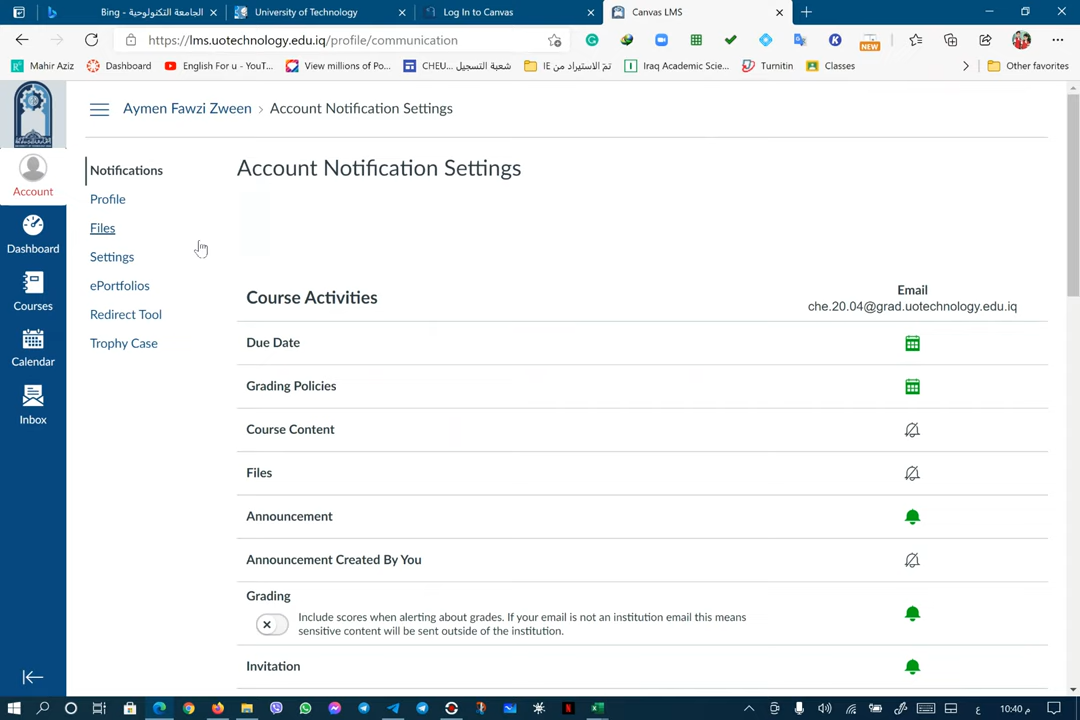 Bing - الجامعة التكنولوجية
University of Technology
Log In to Canvas
Canvas LMS
https://lms.uotechnology.edu.iq/profile/communication
NEW
Mahir Aziz
Dashboard
English For u - YouT...
View millions of Po...
CHEU... شعبة التسجيل
تمّ الاستيراد من IE
Iraq Academic Scie...
Turnitin
Classes
Other favorites
Aymen Fawzi Zween › Account Notification Settings
Account
Dashboard
Courses
Calendar
Inbox
Notifications
Profile
Files
Settings
ePortfolios
Redirect Tool
Trophy Case
Account Notification Settings
Course Activities
Email
che.20.04@grad.uotechnology.edu.iq
Due Date
Grading Policies
Course Content
Files
Announcement
Announcement Created By You
Grading
Include scores when alerting about grades. If your email is not an institution email this means
sensitive content will be sent outside of the institution.
Invitation
ع
10:40 م